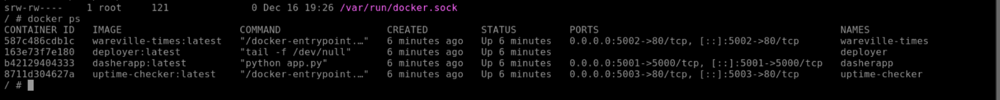 srw-rw---- 1 root 121 0 Dec 16 19:26 /var/run/docker.sock
/ # docker ps
CONTAINER ID IMAGE COMMAND CREATED STATUS PORTS NAMES
587c486cdb1c wareville-times:latest "/docker-entrypoint.…" 6 minutes ago Up 6 minutes 0.0.0.0:5002->80/tcp, [::]:5002->80/tcp wareville-times
163e73f7e180 deployer:latest "tail -f /dev/null" 6 minutes ago Up 6 minutes deployer
b42129404333 dasherapp:latest "python app.py" 6 minutes ago Up 6 minutes 0.0.0.0:5001->5000/tcp, [::]:5001->5000/tcp dasherapp
8711d304627a uptime-checker:latest "/docker-entrypoint.…" 6 minutes ago Up 6 minutes 0.0.0.0:5003->80/tcp, [::]:5003->80/tcp uptime-checker
/ #